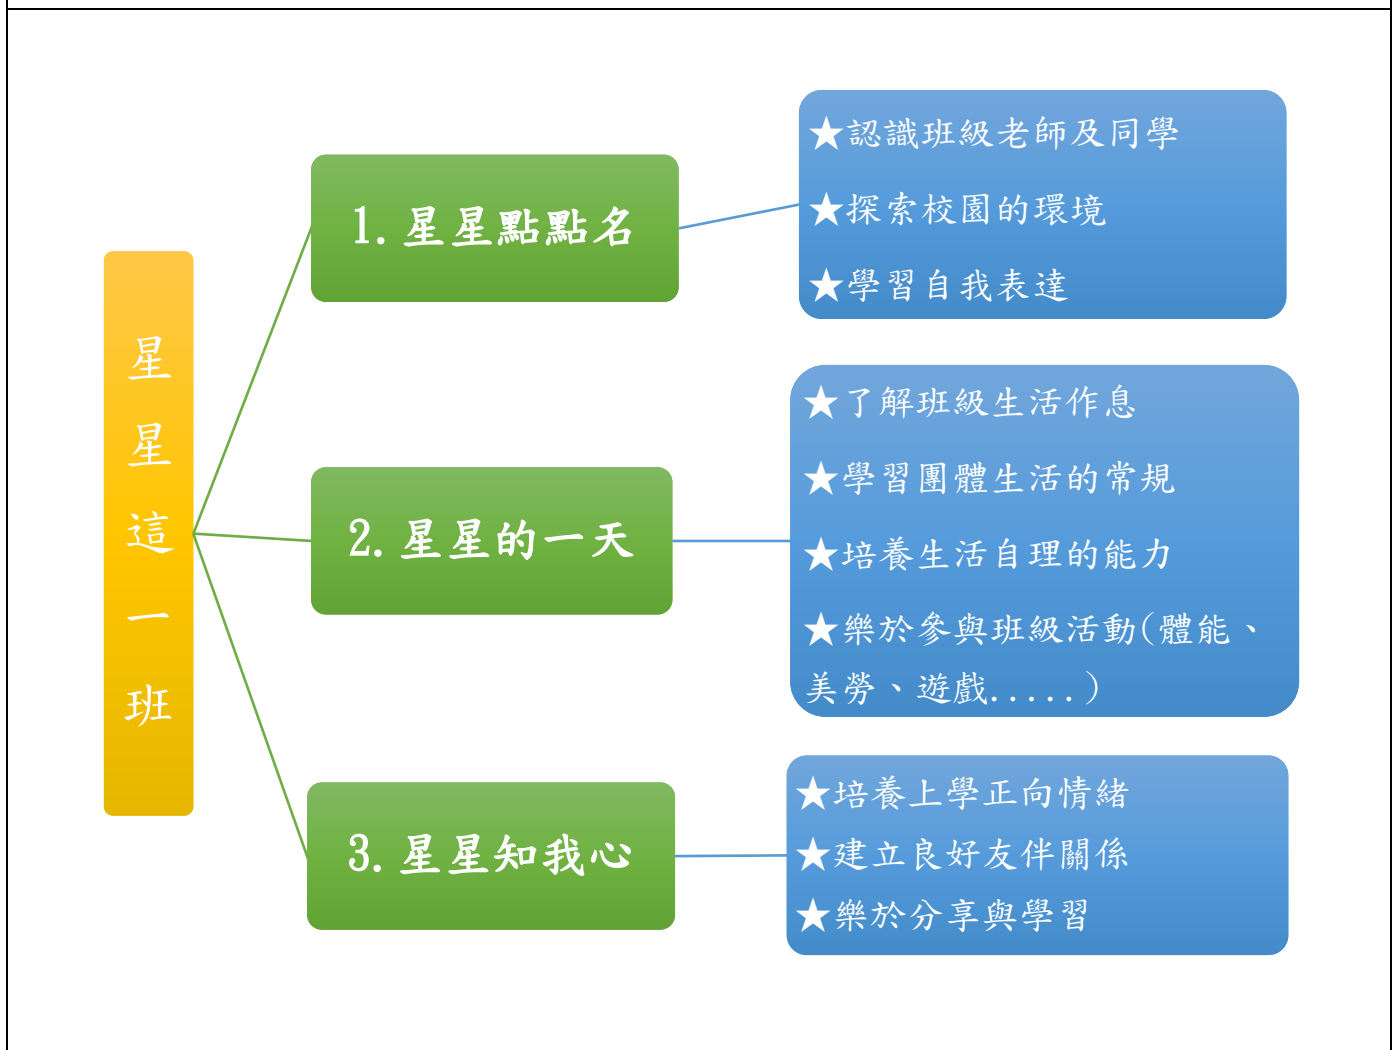 星星這一班
1.星星點點名
★認識班級老師及同學
★探索校園的環境
★學習自我表達
2.星星的一天
★了解班級生活作息
★學習團體生活的常規
★培養生活自理的能力
★樂於參與班級活動(體能、
美勞、遊戲.....)
3.星星知我心
★培養上學正向情緒
★建立良好友伴關係
★樂於分享與學習